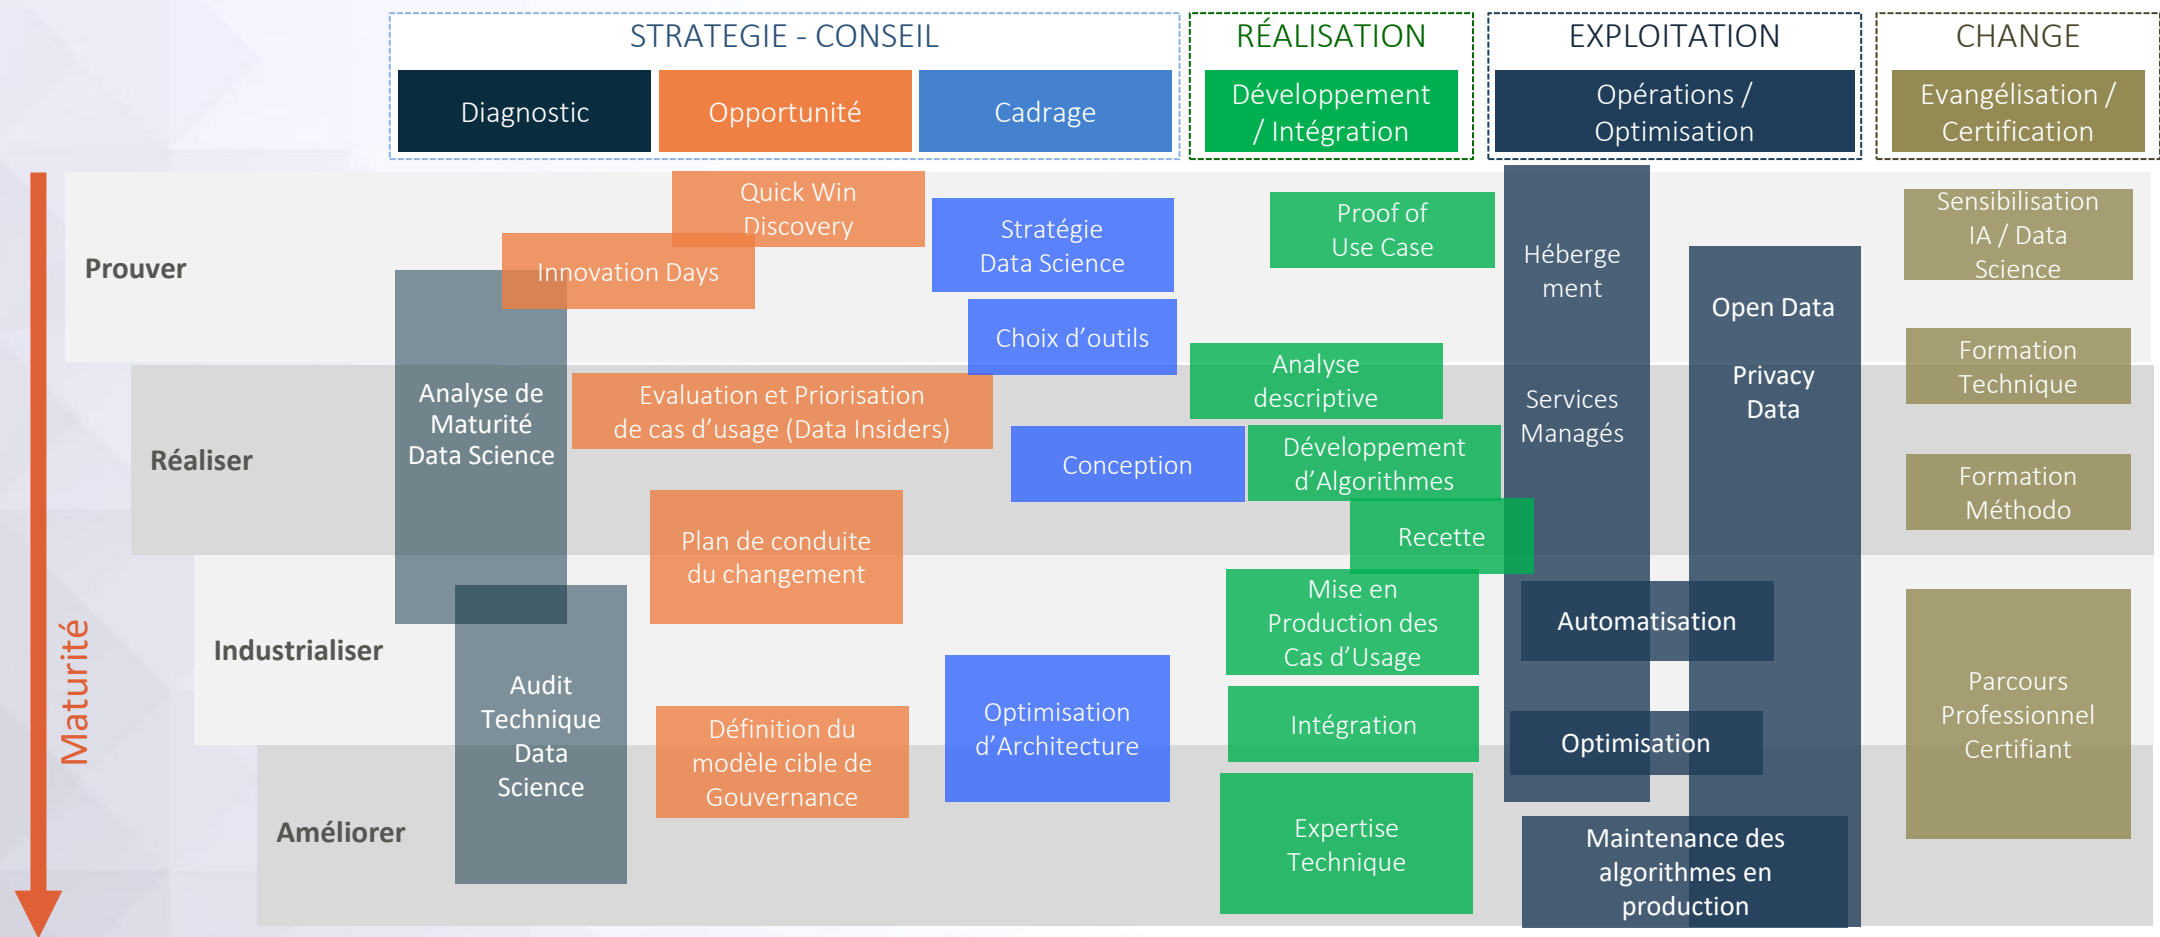 STRATEGIE - CONSEIL
RÉALISATION
EXPLOITATION
CHANGE
Diagnostic
Opportunité
Cadrage
Développement
/ Intégration
Opérations /
Optimisation
Evangélisation /
Certification
Maturité
Prouver
Réaliser
Industrialiser
Améliorer
Analyse de
Maturité
Data Science
Audit
Technique
Data
Science
Quick Win
Discovery
Innovation Days
Evaluation et Priorisation
de cas d’usage (Data Insiders)
Plan de conduite
du changement
Définition du
modèle cible de
Gouvernance
Stratégie
Data Science
Choix d’outils
Conception
Optimisation
d’Architecture
Proof of
Use Case
Analyse
descriptive
Développement
d’Algorithmes
Recette
Mise en
Production des
Cas d’Usage
Intégration
Expertise
Technique
Héberge
ment
Services
Managés
Open Data
Privacy
Data
Automatisation
Optimisation
Maintenance des
algorithmes en
production
Sensibilisation
IA / Data
Science
Formation
Technique
Formation
Méthodo
Parcours
Professionnel
Certifiant